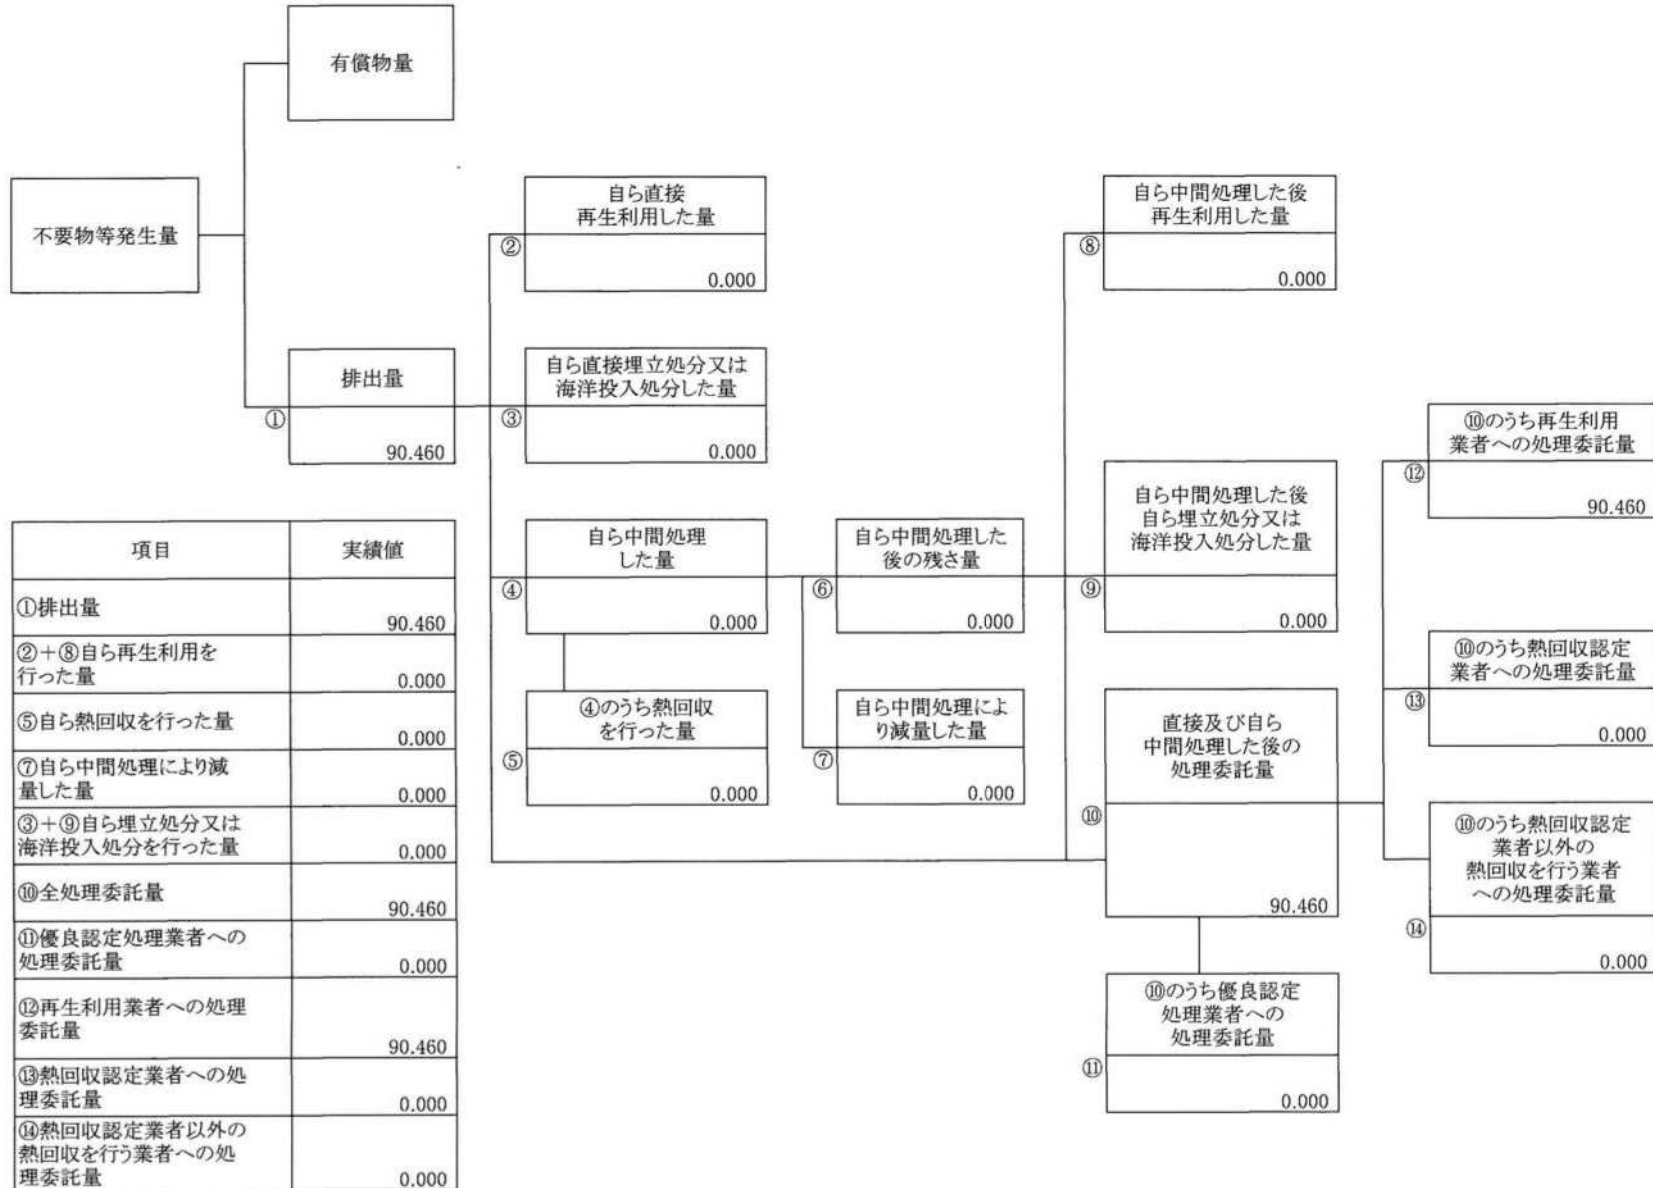 有償物量
不要物等発生量
自ら直接
再生利用した量
②
0.000
自ら中間処理した後
再生利用した量
⑧
0.000
排出量
①
90.460
自ら直接埋立処分又は
海洋投入処分した量
③
0.000
⑩のうち再生利用
業者への処理委託量
⑫
90.460
自ら中間処理
した量
④
0.000
自ら中間処理した
後の残さ量
⑥
0.000
自ら中間処理した後
自ら埋立処分又は
海洋投入処分した量
⑨
0.000
⑩のうち熱回収認定
業者への処理委託量
⑬
0.000
④のうち熱回収
を行った量
⑤
0.000
自ら中間処理によ
り減量した量
⑦
0.000
直接及び自ら
中間処理した後の
処理委託量
⑩
90.460
⑩のうち熱回収認定
業者以外の
熱回収を行う業者
への処理委託量
⑭
0.000
⑩のうち優良認定
処理業者への
処理委託量
⑪
0.000
項目 実績値
①排出量
90.460
②+⑧自ら再生利用を
行った量
0.000
⑤自ら熱回収を行った量
0.000
⑦自ら中間処理により減
量した量
0.000
③+⑨自ら埋立処分又は
海洋投入処分を行った量
0.000
⑩全処理委託量
90.460
⑪優良認定処理業者への
処理委託量
0.000
⑫再生利用業者への処理
委託量
90.460
⑬熱回収認定業者への処
理委託量
0.000
⑭熱回収認定業者以外の
熱回収を行う業者への処
理委託量
0.000